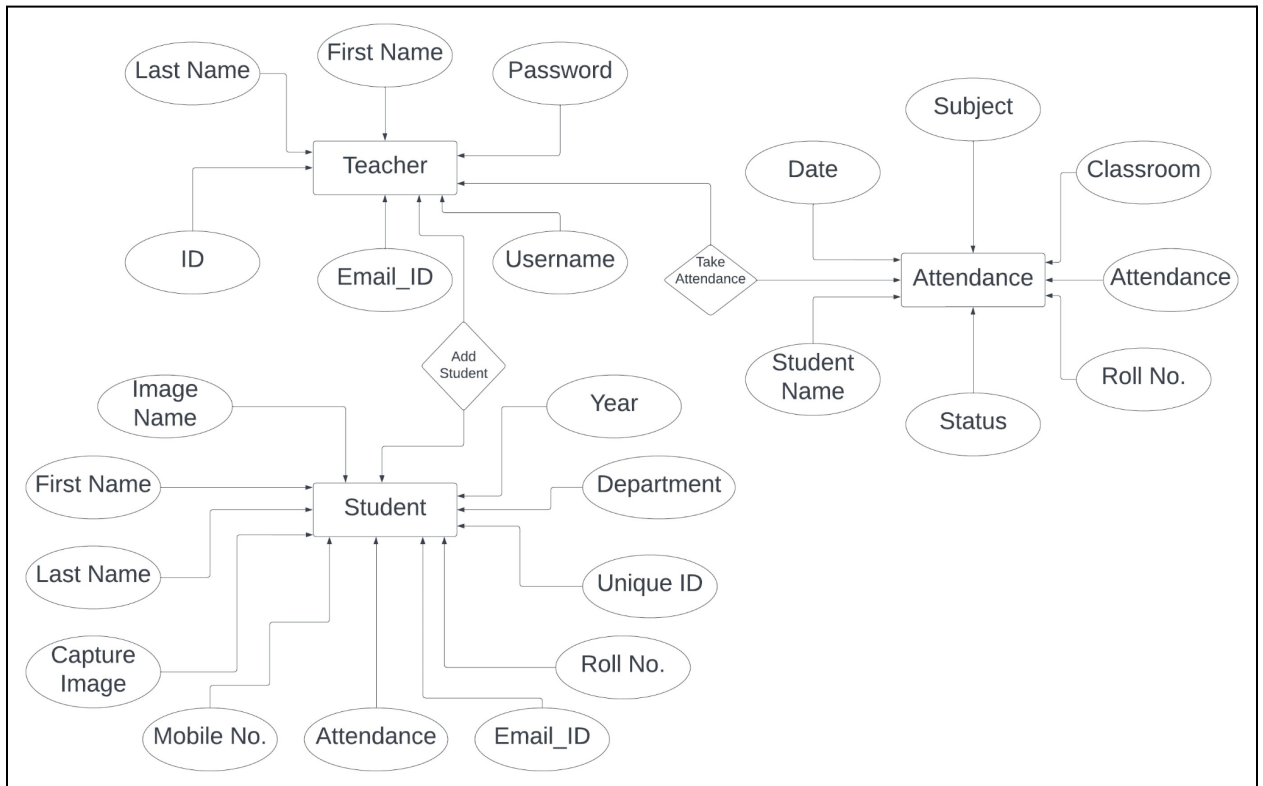 First Name
Last Name
Password
Teacher
ID
Email_ID
Username
Subject
Date
Classroom
Take
Attendance
Attendance
Attendance
Student
Name
Roll No.
Status
Add
Student
Image
Name
Year
First Name
Department
Student
Last Name
Unique ID
Capture
Image
Roll No.
Mobile No.
Attendance
Email_ID